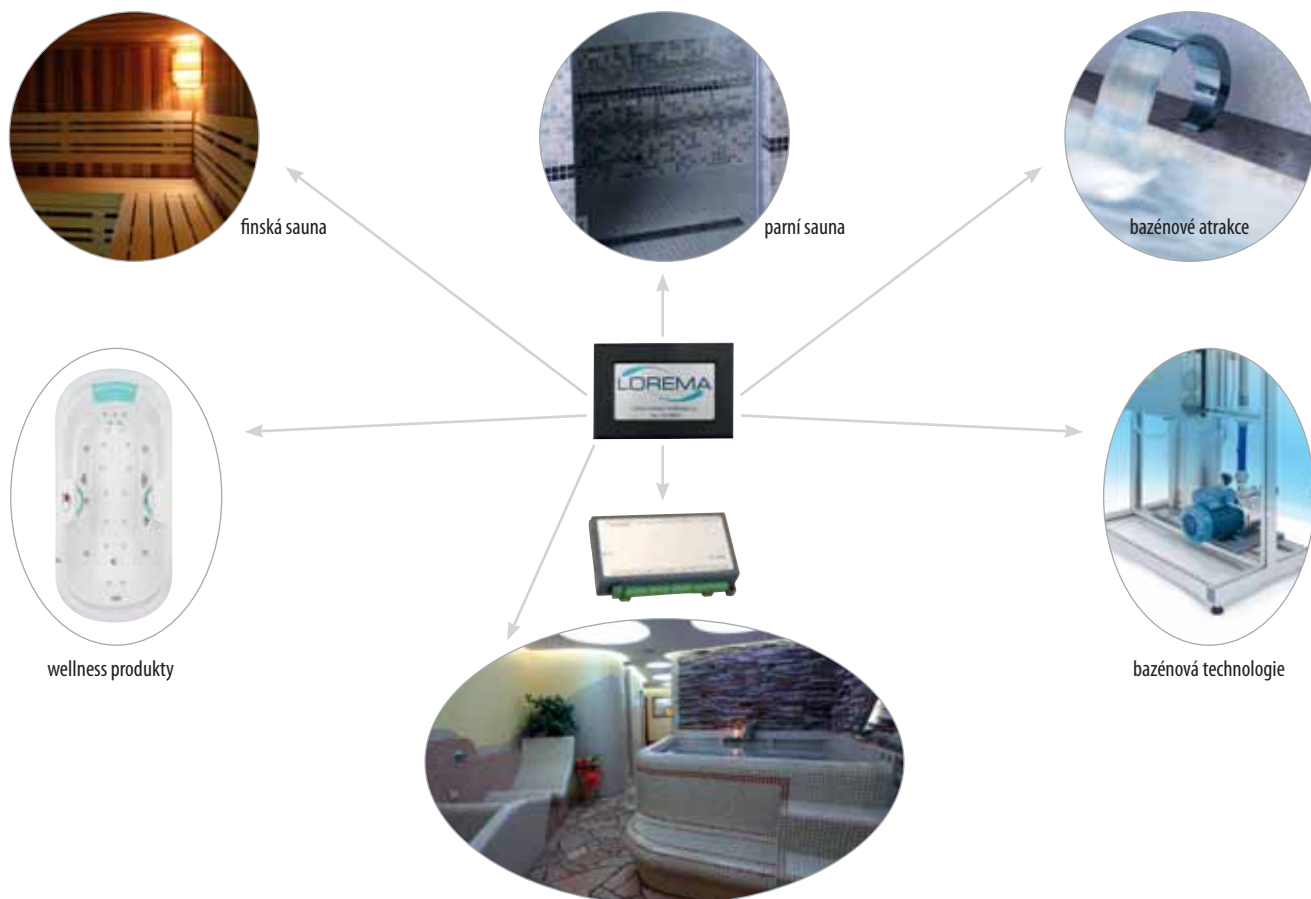 finská sauna
parní sauna
bazénové atrakce
LOREMA
wellness produkty
bazénová technologie